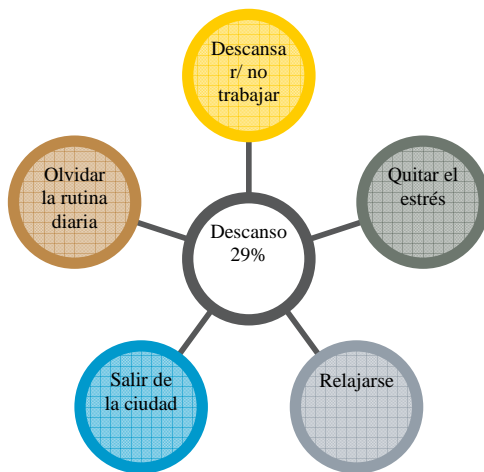 Descansa
r/ no
trabajar
Olvidar
la rutina
diaria
Quitar el
estrés
Descanso
29%
Salir de
la ciudad
Relajarse